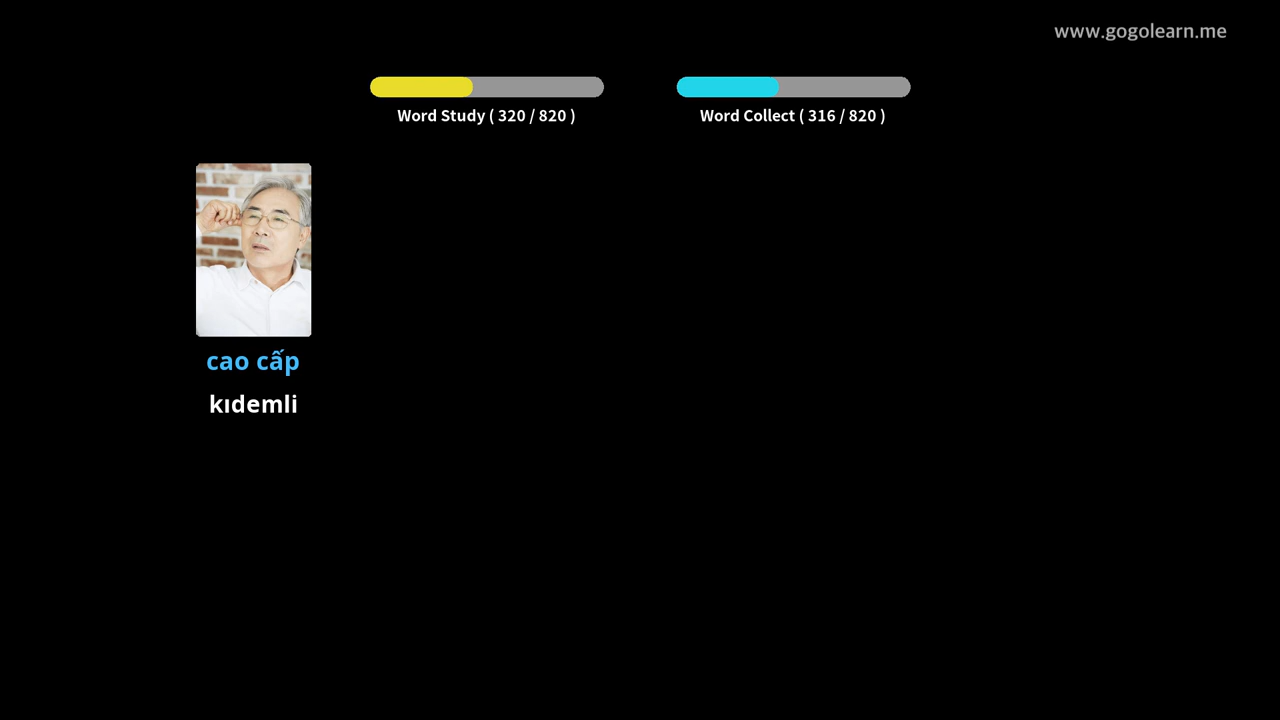 www.gogolearn.me
Word Study ( 320 / 820 )
Word Collect ( 316 / 820 )
cao cấp
kıdemli